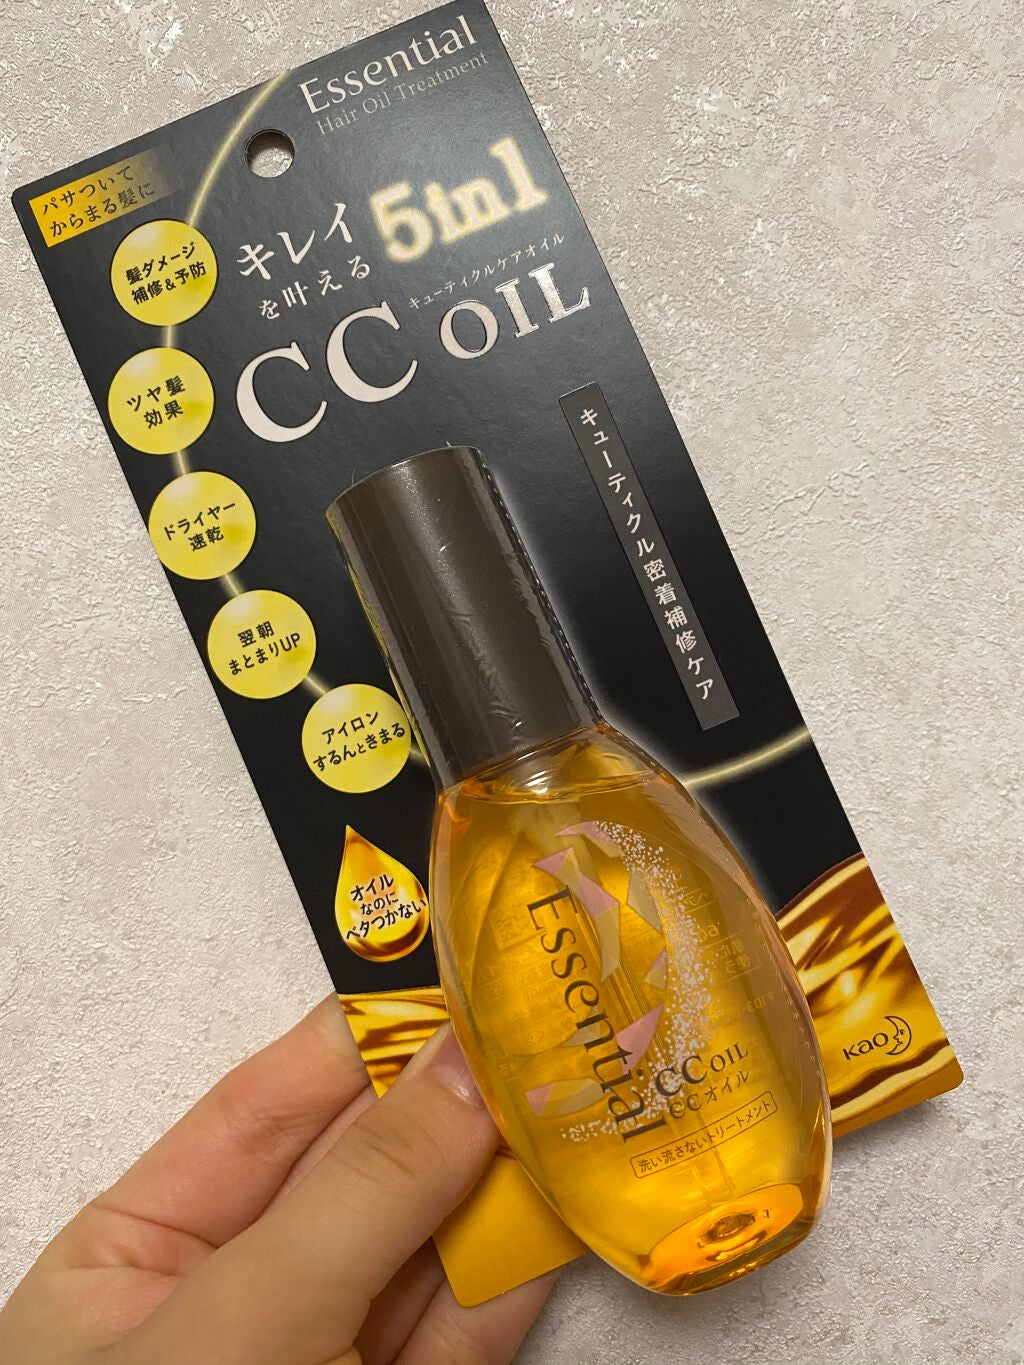 Essential
Hair Oil Treatment
パサついて
からまる髪に
キレイ
を叶える
5in1
キューティクルケアオイル
CC OIL
髪ダメージ
補修&予防
ツヤ髪
効果
ドライヤー
速乾
翌朝
まとまりUP
アイロン
するんときまる
オイル
なのに
ベタつかない
キューティクル密着補修ケア
Essential
CC OIL
CCオイル
洗い流さないトリートメント
Kao